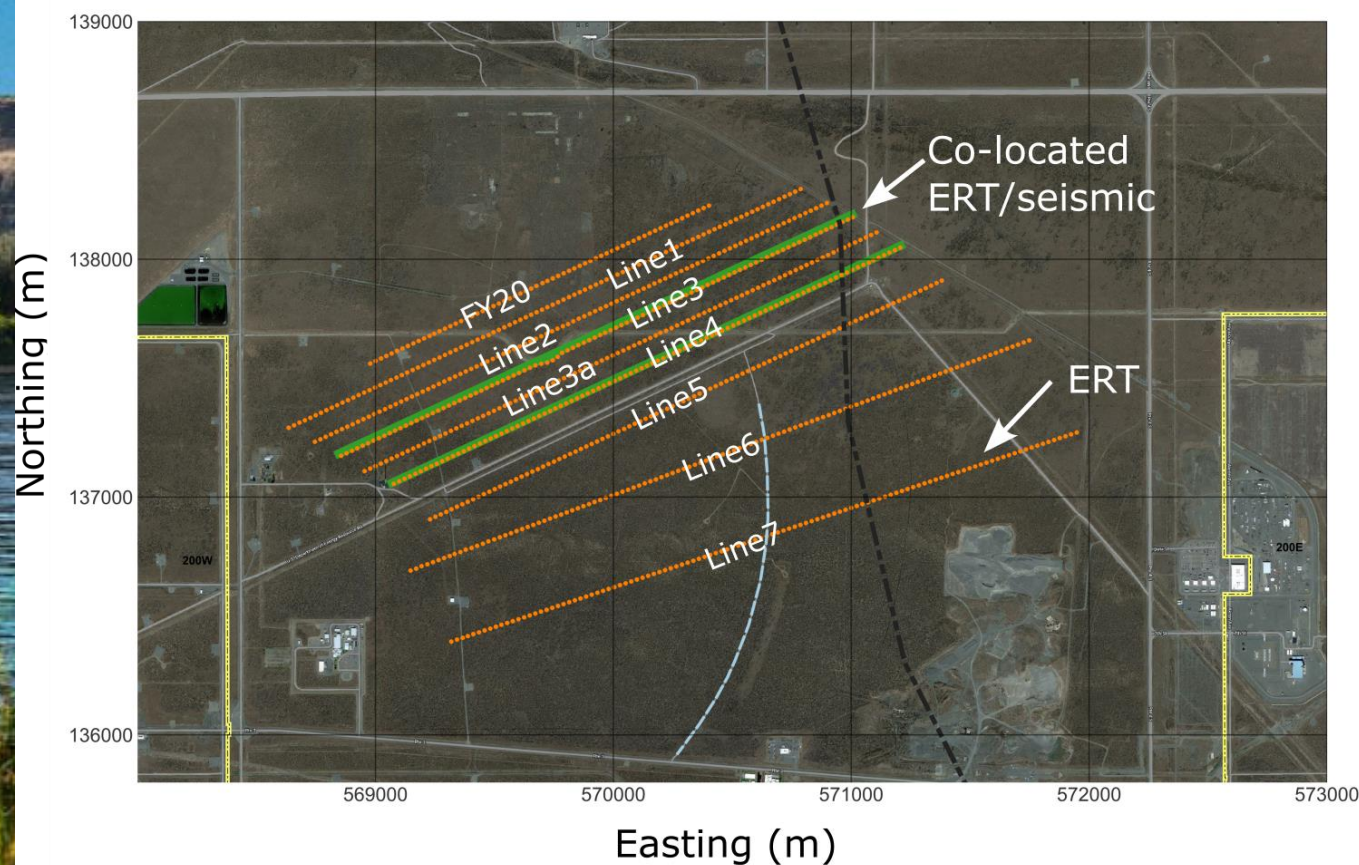 139000
138000
137000
136000
Northing (m)
Co-located
ERT/seismic
FY20
Line1
Line2
Line3
Line3a
Line4
Line5
Line6
Line7
ERT
200W
200E
569000
570000
571000
572000
573000
Easting (m)